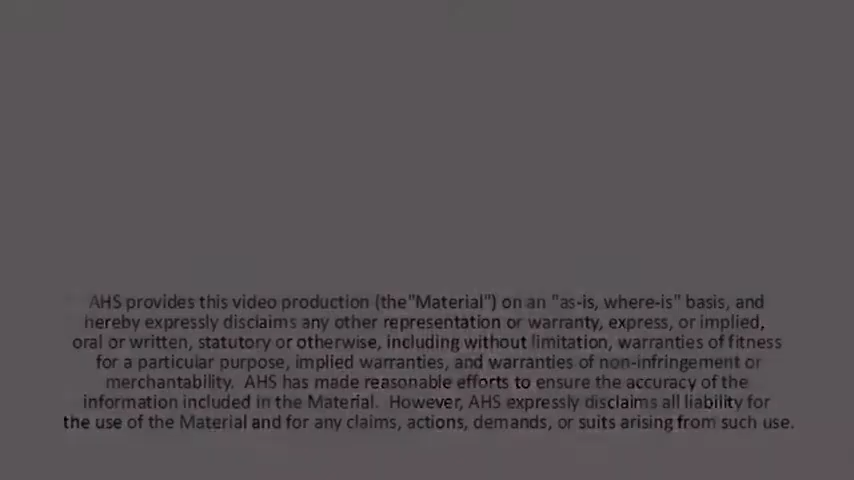 AHS provides this video production (the"Material") on an "as-is, where-is" basis, and
hereby expressly disclaims any other representation or warranty, express, or implied,
oral or written, statutory or otherwise, including without limitation, warranties of fitness
for a particular purpose, implied warranties, and warranties of non-infringement or
merchantability.  AHS has made reasonable efforts to ensure the accuracy of the
information included in the Material.  However, AHS expressly disclaims all liability for
the use of the Material and for any claims, actions, demands, or suits arising from such use.